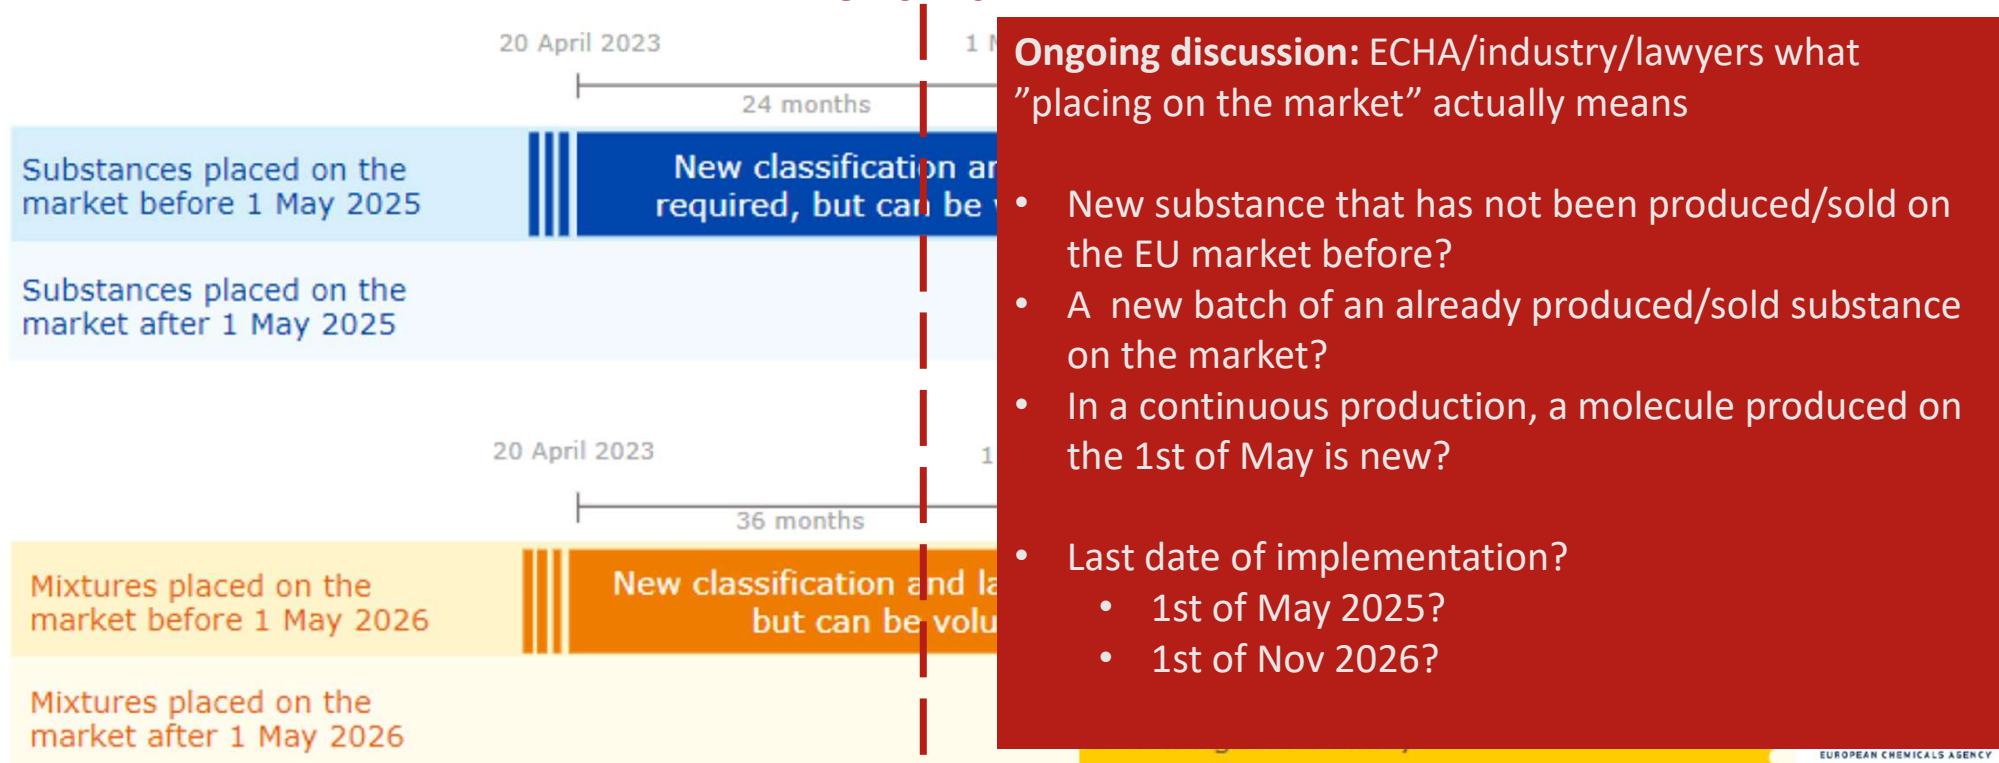 20 April 2023
24 months
Substances placed on the
market before 1 May 2025
New classification
required, but can be
Substances placed on the
market after 1 May 2025
20 April 2023
36 months
Mixtures placed on the
market before 1 May 2026
New classification and
but can be
Mixtures placed on the
market after 1 May 2026
Ongoing discussion: ECHA/industry/lawyers what
”placing on the market” actually means
• New substance that has not been produced/sold on
the EU market before?
• A new batch of an already produced/sold substance
on the market?
• In a continuous production, a molecule produced on
the 1st of May is new?
• Last date of implementation?
• 1st of May 2025?
• 1st of Nov 2026?
EUROPEAN CHEMICALS AGENCY